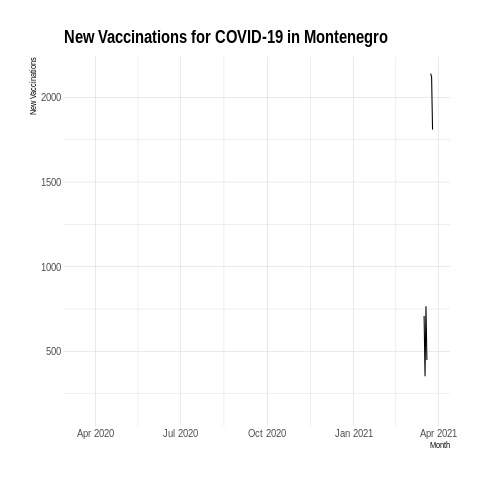 New Vaccinations for COVID-19 in Montenegro
New Vaccinations
2000
1500
1000
500
Apr 2020 Jul 2020 Oct 2020 Jan 2021 Apr 2021
Month